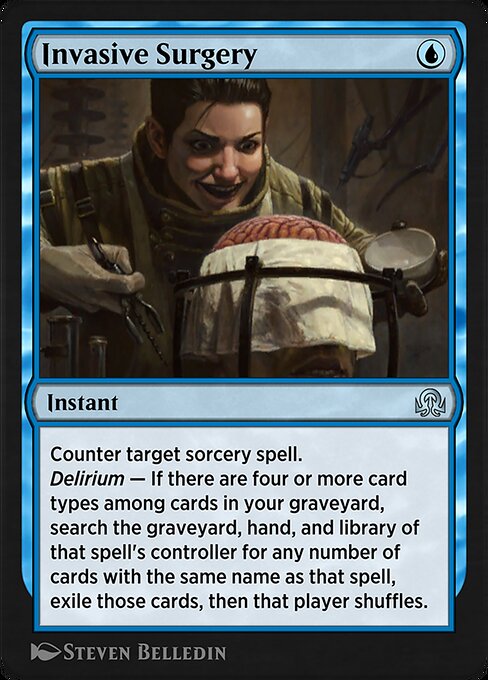 Invasive Surgery
Instant
Counter target sorcery spell.
Delirium — If there are four or more card
types among cards in your graveyard,
search the graveyard, hand, and library of
that spell's controller for any number of
cards with the same name as that spell,
exile those cards, then that player shuffles.
Steven Belledin